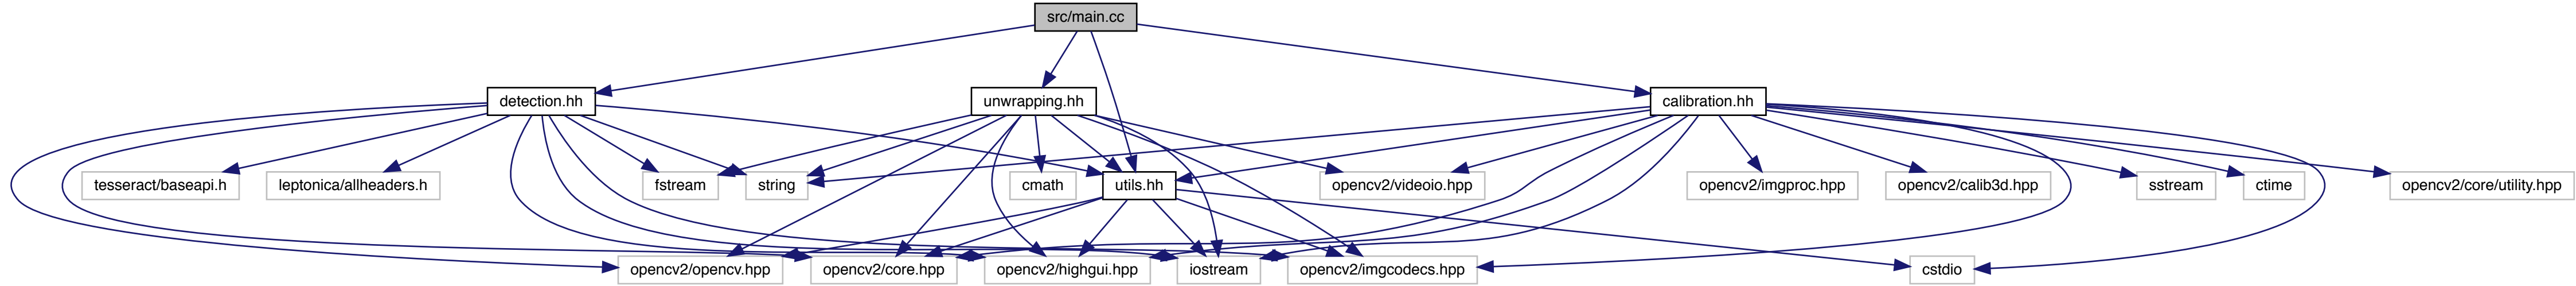 src/main.cc
detection.hh
unwrapping.hh
calibration.hh
tesseract/baseapi.h
leptonica/allheaders.h
fstream
string
cmath
utils.hh
opencv2/videoio.hpp
opencv2/imgproc.hpp
opencv2/calib3d.hpp
sstream
ctime
opencv2/core/utility.hpp
opencv2/opencv.hpp
opencv2/core.hpp
opencv2/highgui.hpp
iostream
opencv2/imgcodecs.hpp
cstdio